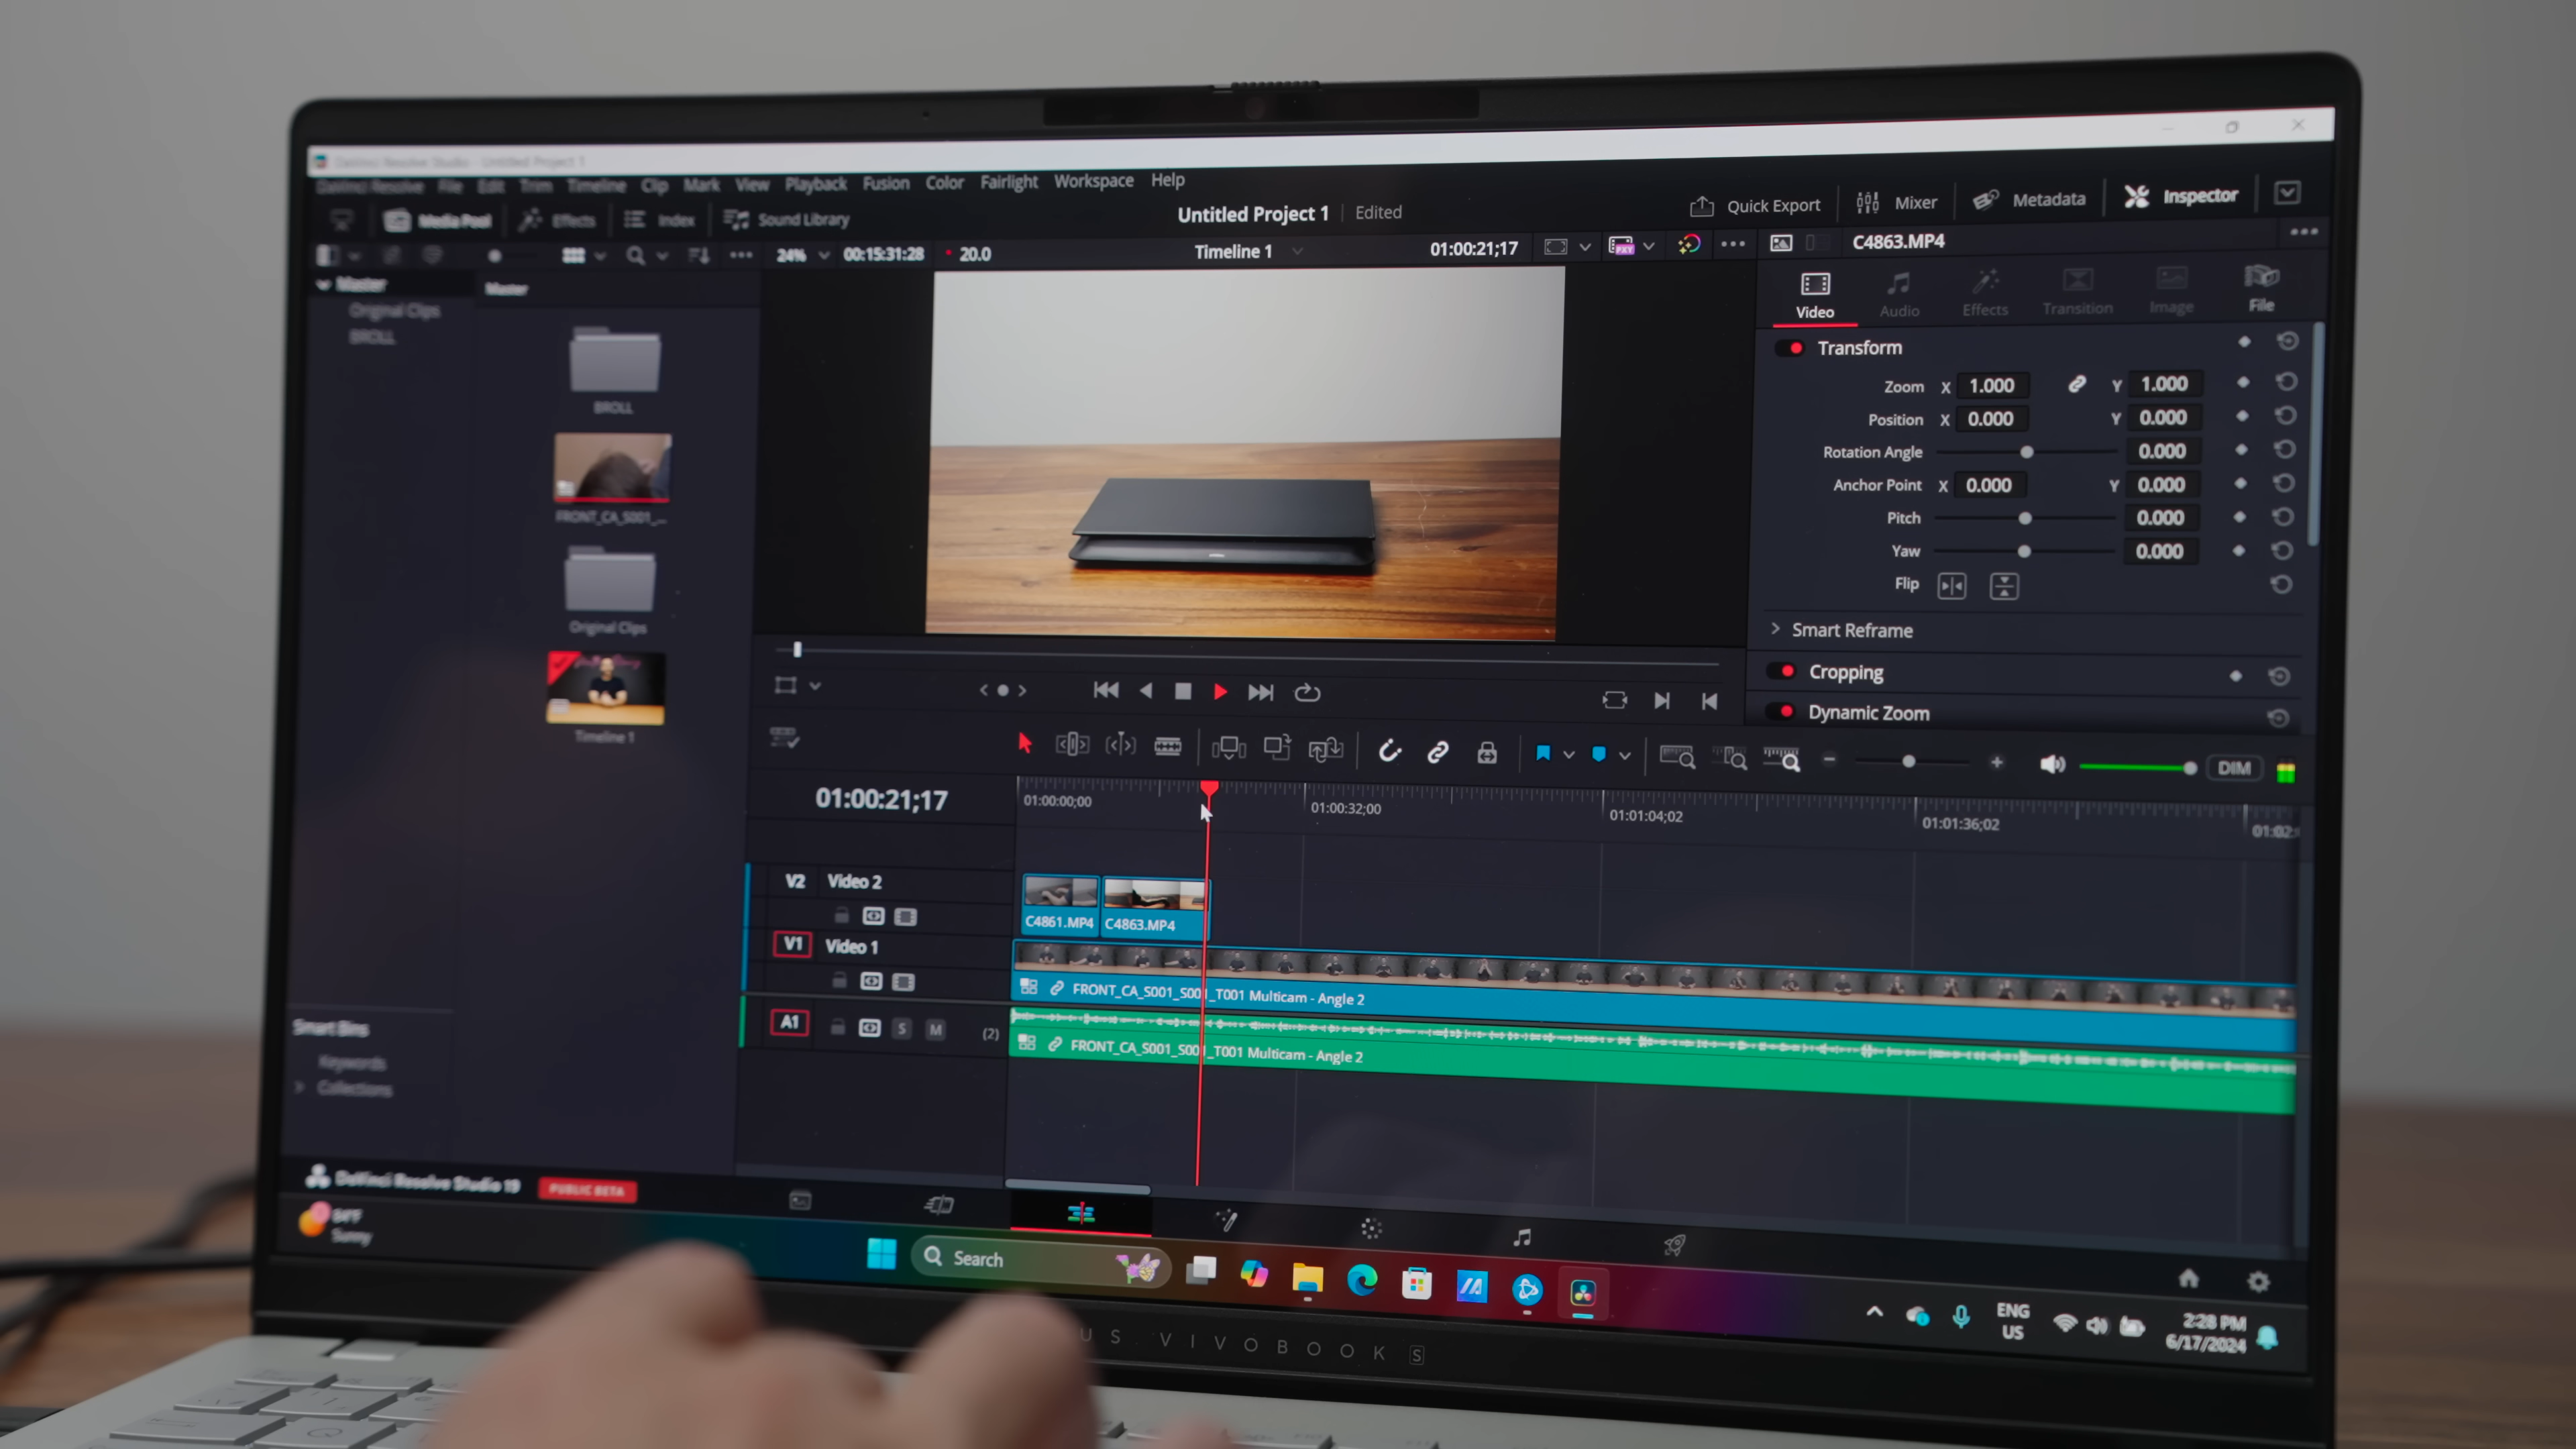 DaVinci Resolve Studio - Untitled Project 1
DaVinci Resolve File Edit Trim Timeline Clip Mark View Playback Fusion Color Fairlight Workspace Help
Media Pool Effects Index Sound Library
Untitled Project 1 Edited
Quick Export Mixer Metadata Inspector
24% 00:15:31:28 20.0
Timeline 1
01:00:21;17
PXY
C4863.MP4
Master
Original Clips
BROLL
Master
BROLL
FRONT_CA_S001_...
Original Clips
Timeline 1
Video Audio Effects Transition Image File
Transform
Zoom X 1.000 Y 1.000
Position X 0.000 Y 0.000
Rotation Angle 0.000
Anchor Point X 0.000 Y 0.000
Pitch 0.000
Yaw 0.000
Flip
Smart Reframe
Cropping
Dynamic Zoom
DIM
01:00:21;17
01:00:00;00 01:00:32;00 01:01:04;02 01:01:36;02 01:02:
V2 Video 2
C4861.MP4 C4863.MP4
V1 Video 1
FRONT_CA_S001_S001_T001 Multicam - Angle 2
A1 S M (2)
FRONT_CA_S001_S001_T001 Multicam - Angle 2
Smart Bins
Keywords
Collections
DaVinci Resolve Studio 19 PUBLIC BETA
84°F
Sunny
Search
ENG
US
2:28 PM
6/17/2024
US VIVOBOOK S
Q